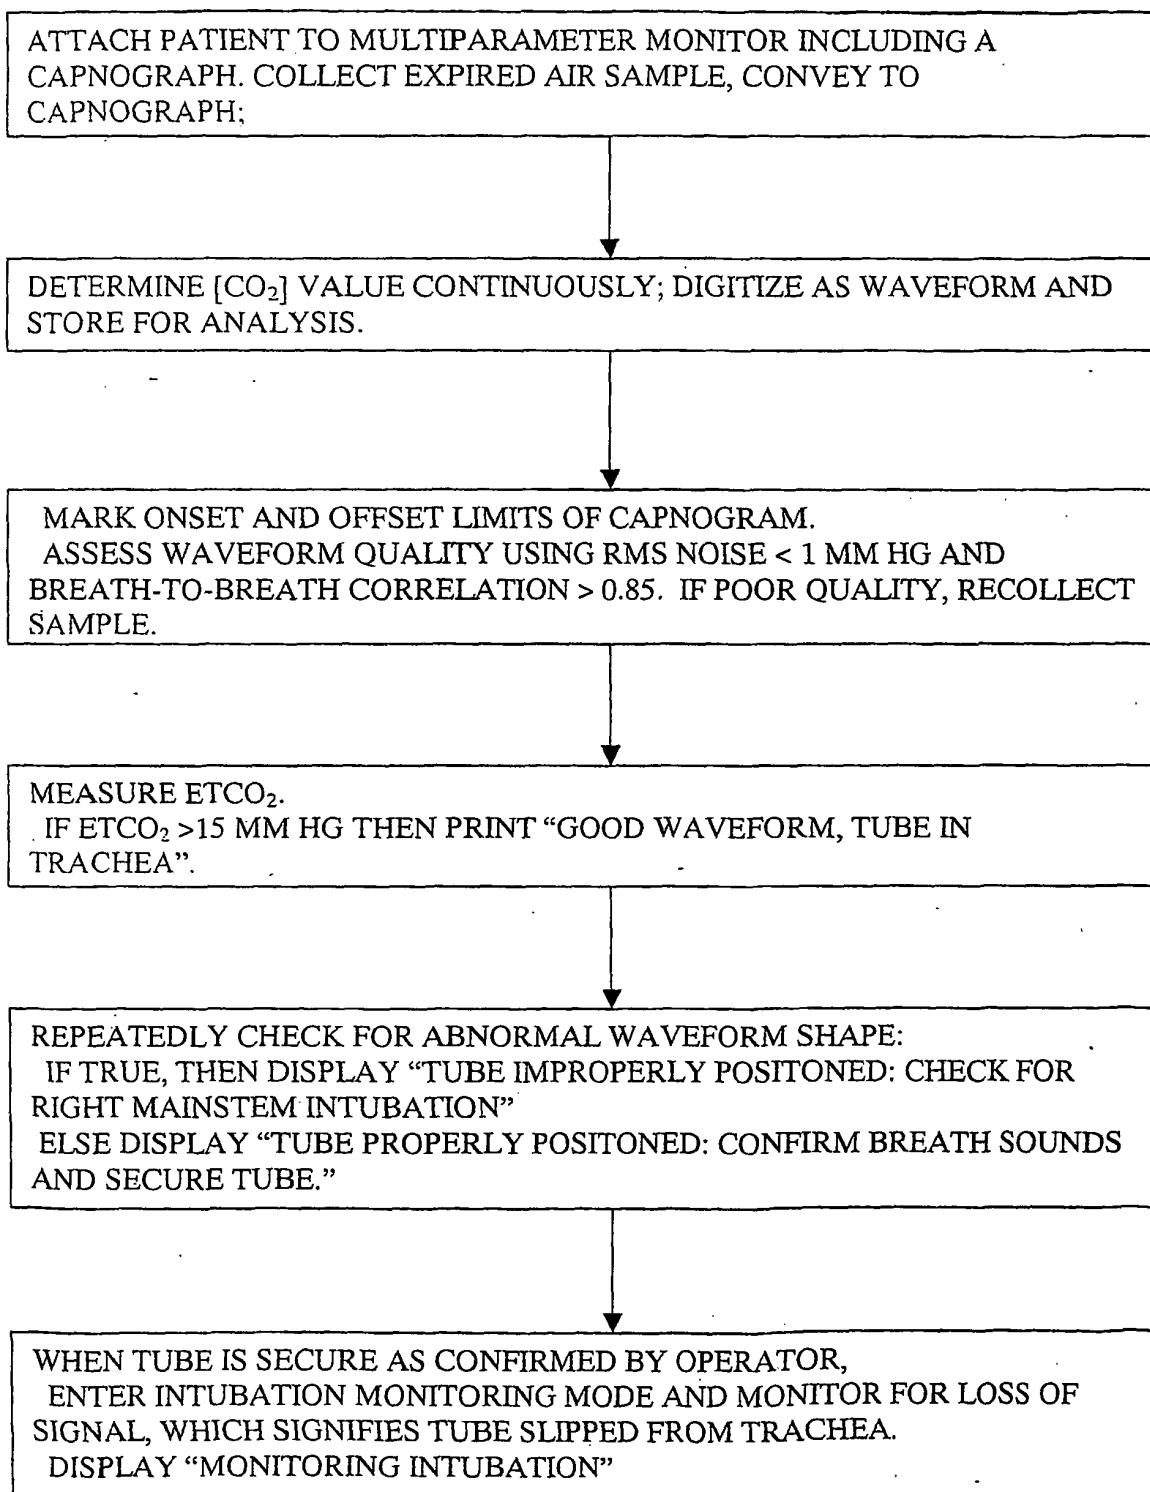 ATTACH PATIENT TO MULTIPARAMETER MONITOR INCLUDING A
CAPNOGRAPH. COLLECT EXPIRED AIR SAMPLE, CONVEY TO
CAPNOGRAPH;
DETERMINE [CO₂] VALUE CONTINUOUSLY; DIGITIZE AS WAVEFORM AND
STORE FOR ANALYSIS.
MARK ONSET AND OFFSET LIMITS OF CAPNOGRAM.
ASSESS WAVEFORM QUALITY USING RMS NOISE < 1 MM HG AND
BREATH-TO-BREATH CORRELATION > 0.85. IF POOR QUALITY, RECOLLECT
SAMPLE.
MEASURE ETCO₂.
IF ETCO₂ >15 MM HG THEN PRINT “GOOD WAVEFORM, TUBE IN
TRACHEA”.
REPEATEDLY CHECK FOR ABNORMAL WAVEFORM SHAPE:
IF TRUE, THEN DISPLAY “TUBE IMPROPERLY POSITONED: CHECK FOR
RIGHT MAINSTEM INTUBATION”
ELSE DISPLAY “TUBE PROPERLY POSITONED: CONFIRM BREATH SOUNDS
AND SECURE TUBE.”
WHEN TUBE IS SECURE AS CONFIRMED BY OPERATOR,
ENTER INTUBATION MONITORING MODE AND MONITOR FOR LOSS OF
SIGNAL, WHICH SIGNIFIES TUBE SLIPPED FROM TRACHEA.
DISPLAY “MONITORING INTUBATION”